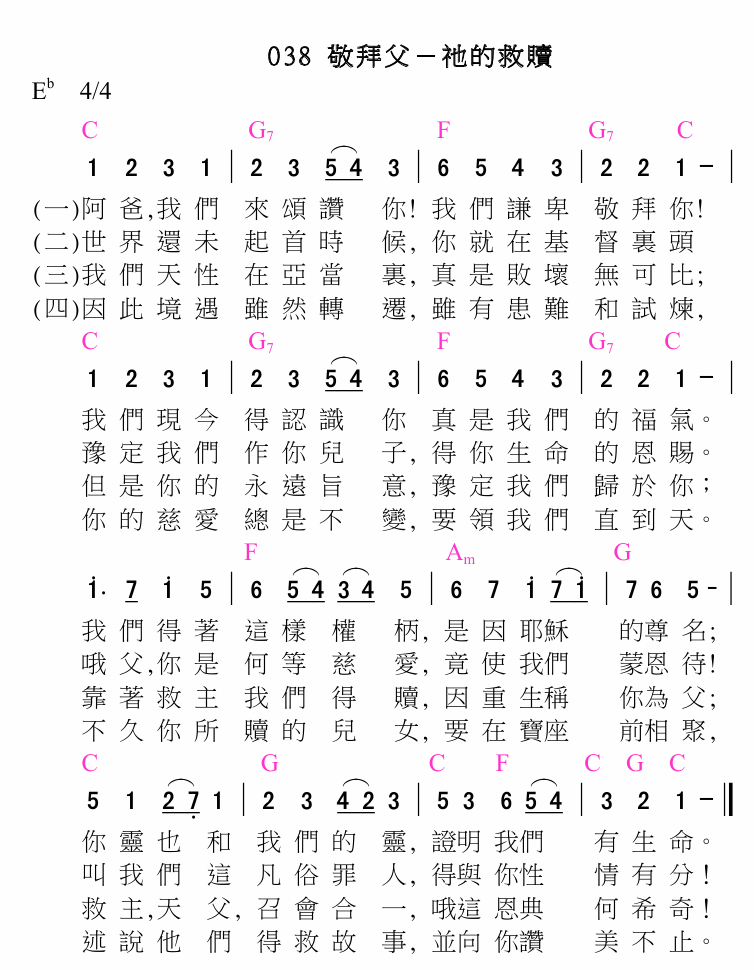 038 敬拜父－祂的救贖
E♭ 4/4
C G7 F G7 C
1 2 3 1 | 2 3 5 4 3 | 6 5 4 3 | 2 2 1 － |
(一)阿爸,我們 來頌讚 你! 我們謙卑 敬拜你!
(二)世界還未 起首時 候, 你就在基 督裏頭
(三)我們天性 在亞當 裏, 真是敗壞 無可比;
(四)因此境遇 雖然轉 遷, 雖有患難 和試煉,
C G7 F G7 C
1 2 3 1 | 2 3 5 4 3 | 6 5 4 3 | 2 2 1 － |
我們現今 得認識 你 真是我們 的福氣。
豫定我們 作你兒 子, 得你生命 的恩賜。
但是你的 永遠旨 意, 豫定我們 歸於你;
你的慈愛 總是不 變, 要領我們 直到天。
F Am G
1̇. 7 1̇ 5 | 6 5 4 3 4 5 | 6 7 1̇ 7 1̇ | 7 6 5 - |
我們得著 這樣權 柄, 是因耶穌 的尊名;
哦父,你是 何等慈 愛, 竟使我們 蒙恩待!
靠著救主 我們得 贖, 因重生稱 你為父;
不久你所 贖的兒 女, 要在寶座 前相聚,
C G C F C G C
5 1 2 7̣ 1 | 2 3 4 2 3 | 5 3 6 5 4 | 3 2 1 － ‖
你靈也和 我們的靈, 證明我們 有生命。
叫我們這 凡俗罪人, 得與你性 情有分!
救主,天父, 召會合一, 哦這恩典 何希奇!
述說他們 得救故事, 並向你讚 美不止。